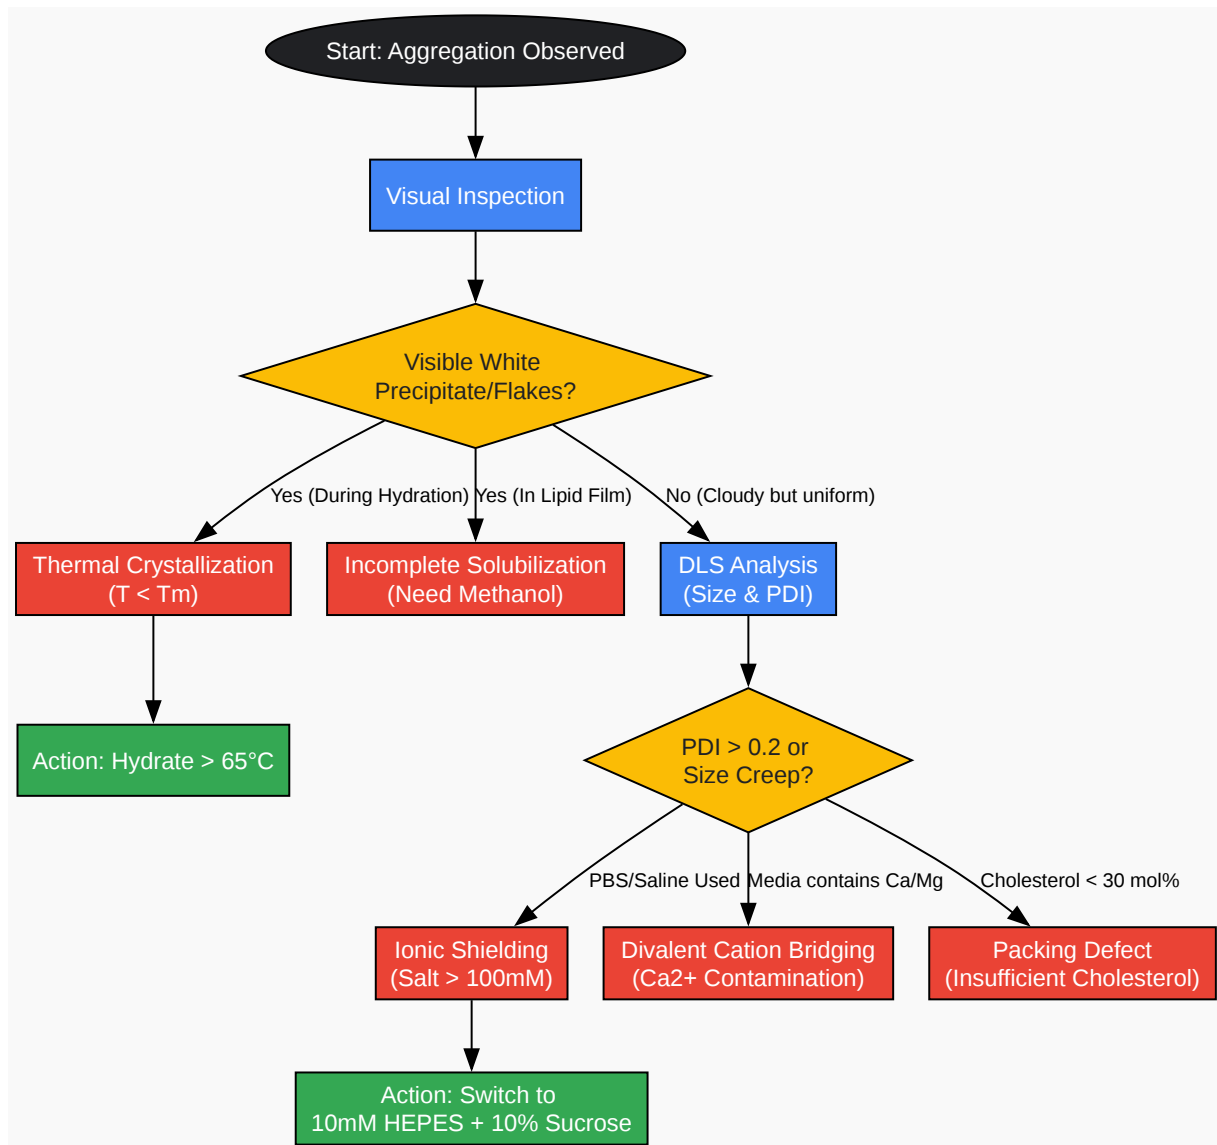 Start: Aggregation Observed
Visual Inspection
Visible White
Precipitate/Flakes?
Yes (During Hydration)
Yes (In Lipid Film)
No (Cloudy but uniform)
Thermal Crystallization
(T < Tm)
Incomplete Solubilization
(Need Methanol)
DLS Analysis
(Size & PDI)
Action: Hydrate > 65°C
PDI > 0.2 or
Size Creep?
PBS/Saline Used
Media contains Ca/Mg
Cholesterol < 30 mol%
Ionic Shielding
(Salt > 100mM)
Divalent Cation Bridging
(Ca2+ Contamination)
Packing Defect
(Insufficient Cholesterol)
Action: Switch to
10mM HEPES + 10% Sucrose